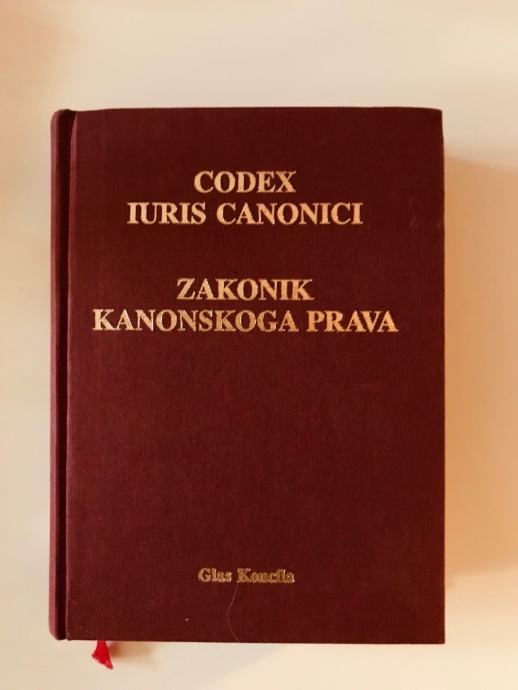 CODEX
IURIS CANONICI
ZAKONIK
KANONSKOGA PRAVA
Glas Koncila